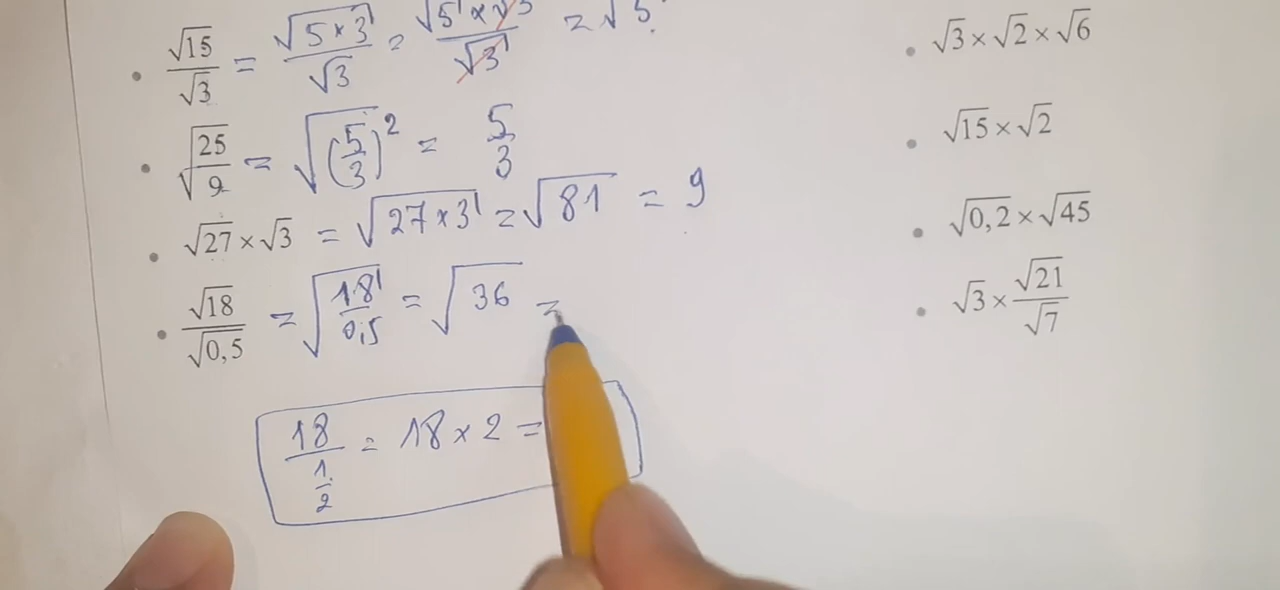 √15/√3 = √(5×3)/√3 = √5×√3/√3 = √5.
√(25/9) = √(5/3)² = 5/3
√27×√3 = √(27×3) = √81 = 9
√18/√0,5 = √(18/0,5) = √36 =
18/(1/2) = 18×2 =
√3×√2×√6
√15×√2
√0,2×√45
√3×√21/√7